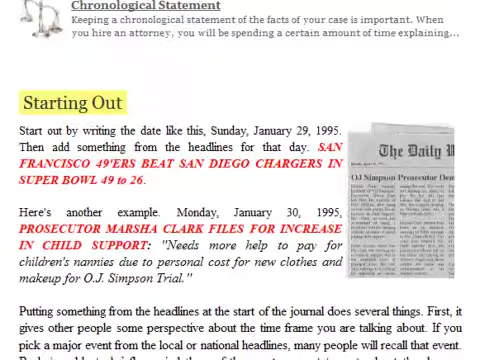 Chronological Statement
Keeping a chronological statement of the facts of your case is important. When
you hire an attorney, you will be spending a certain amount of time explaining...
Starting Out
Start out by writing the date like this, Sunday, January 29, 1995.
Then add something from the headlines for that day. SAN
FRANCISCO 49'ERS BEAT SAN DIEGO CHARGERS IN
SUPER BOWL 49 to 26.
The Daily
OJ Simpson Prosecutor
Here's another example. Monday, January 30, 1995,
PROSECUTOR MARSHA CLARK FILES FOR INCREASE
IN CHILD SUPPORT: "Needs more help to pay for
children's nannies due to personal cost for new clothes and
makeup for O.J. Simpson Trial."
Putting something from the headlines at the start of the journal does several things. First, it
gives other people some perspective about the time frame you are talking about. If you
pick a major event from the local or national headlines, many people will recall that event.